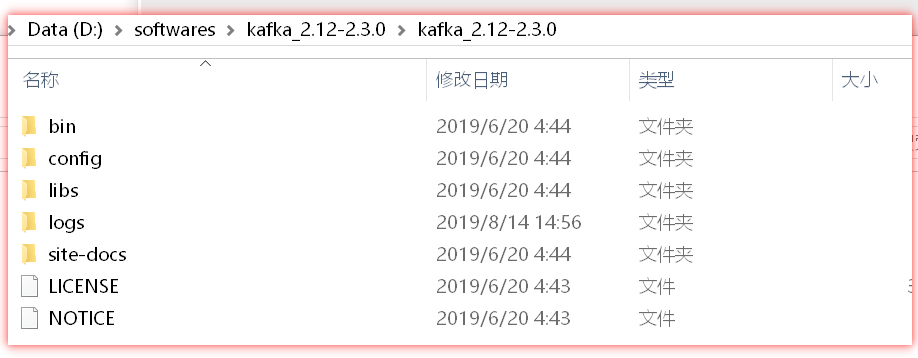 Data (D:) softwares kafka_2.12-2.3.0 kafka_2.12-2.3.0
名称 修改日期 类型 大小
bin 2019/6/20 4:44 文件夹
config 2019/6/20 4:44 文件夹
libs 2019/6/20 4:44 文件夹
logs 2019/8/14 14:56 文件夹
site-docs 2019/6/20 4:44 文件夹
LICENSE 2019/6/20 4:43 文件
NOTICE 2019/6/20 4:43 文件